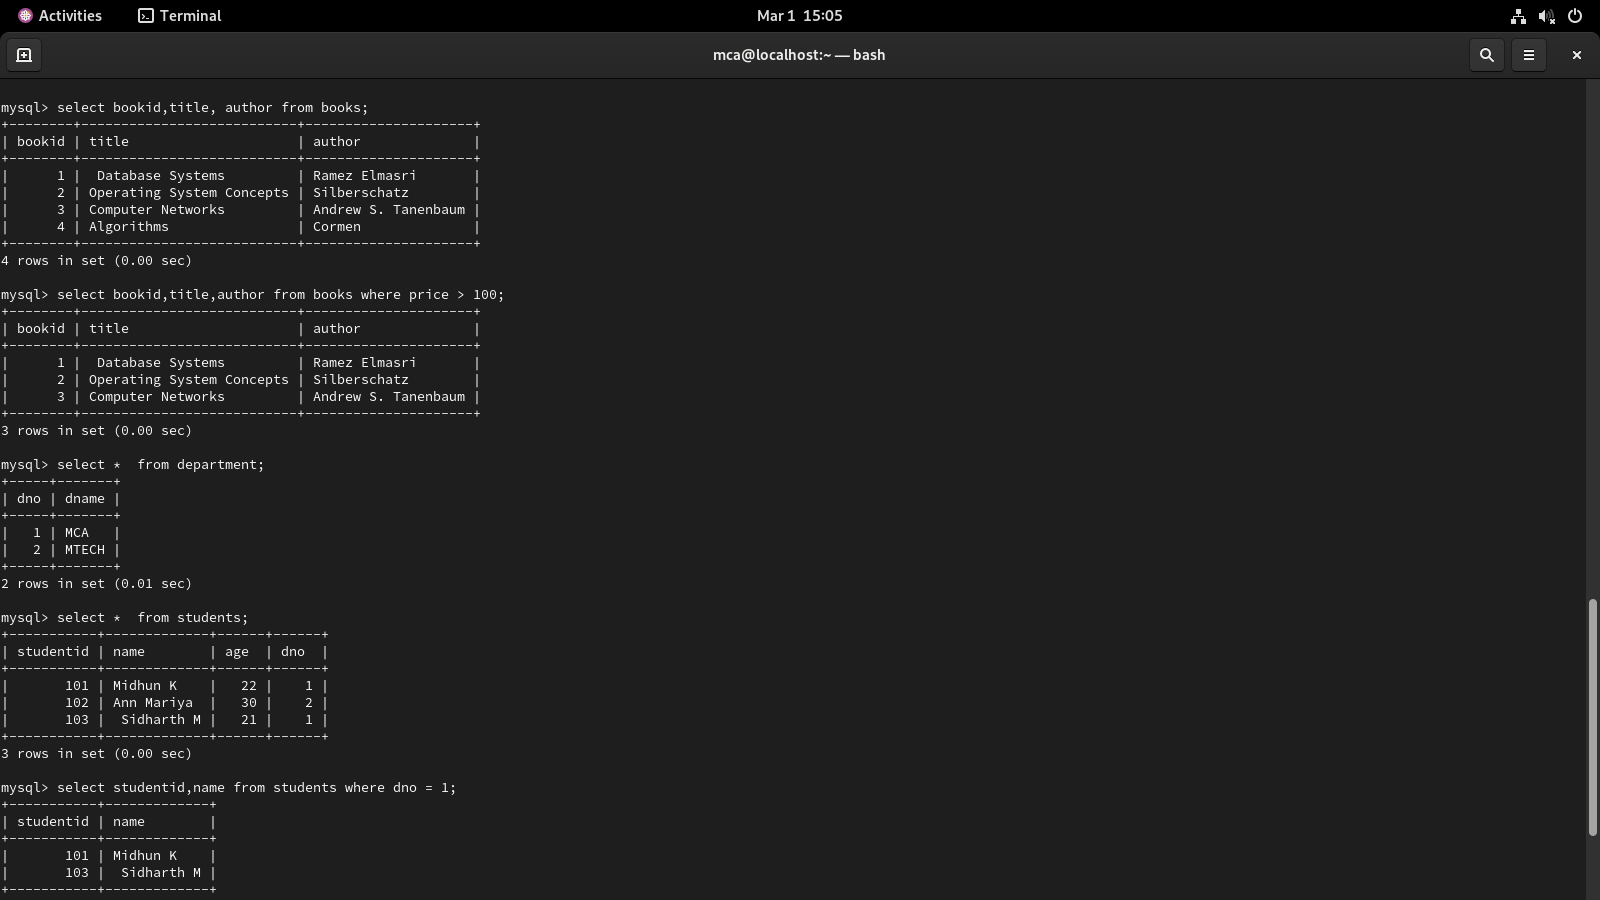 Activities Terminal Mar 1 15:05
mca@localhost:~ — bash
mysql> select bookid,title, author from books;
+--------+---------------------------+---------------------+
| bookid | title                     | author              |
+--------+---------------------------+---------------------+
|      1 |  Database Systems         | Ramez Elmasri       |
|      2 | Operating System Concepts | Silberschatz        |
|      3 | Computer Networks         | Andrew S. Tanenbaum |
|      4 | Algorithms                | Cormen              |
+--------+---------------------------+---------------------+
4 rows in set (0.00 sec)
mysql> select bookid,title,author from books where price > 100;
+--------+---------------------------+---------------------+
| bookid | title                     | author              |
+--------+---------------------------+---------------------+
|      1 |  Database Systems         | Ramez Elmasri       |
|      2 | Operating System Concepts | Silberschatz        |
|      3 | Computer Networks         | Andrew S. Tanenbaum |
+--------+---------------------------+---------------------+
3 rows in set (0.00 sec)
mysql> select *  from department;
+-----+-------+
| dno | dname |
+-----+-------+
|   1 | MCA   |
|   2 | MTECH |
+-----+-------+
2 rows in set (0.01 sec)
mysql> select *  from students;
+-----------+-------------+------+------+
| studentid | name        | age  | dno  |
+-----------+-------------+------+------+
|       101 | Midhun K    |   22 |    1 |
|       102 | Ann Mariya  |   30 |    2 |
|       103 |  Sidharth M |   21 |    1 |
+-----------+-------------+------+------+
3 rows in set (0.00 sec)
mysql> select studentid,name from students where dno = 1;
+-----------+-------------+
| studentid | name        |
+-----------+-------------+
|       101 | Midhun K    |
|       103 |  Sidharth M |
+-----------+-------------+